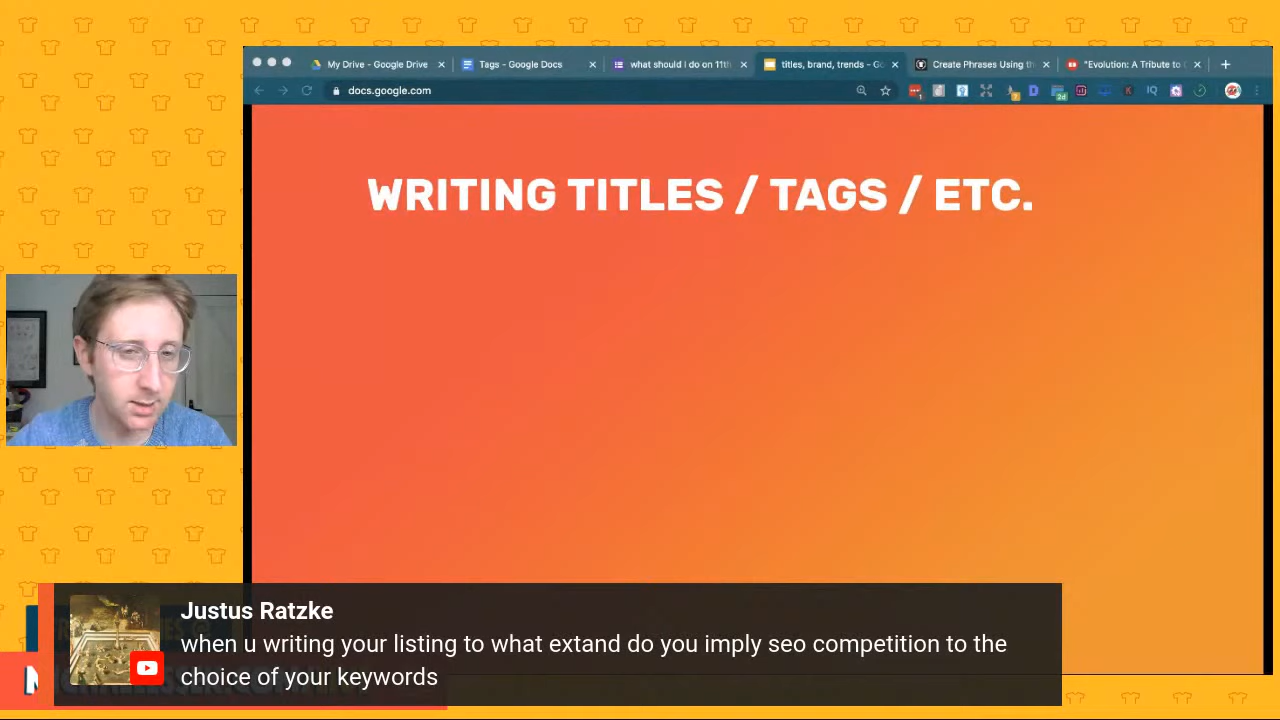 My Drive - Google Drive
Tags - Google Docs
what should I do on 11th
titles, brand, trends - Go
Create Phrases Using th
"Evolution: A Tribute to
docs.google.com
WRITING TITLES / TAGS / ETC.
Justus Ratzke
when u writing your listing to what extand do you imply seo competition to the
choice of your keywords